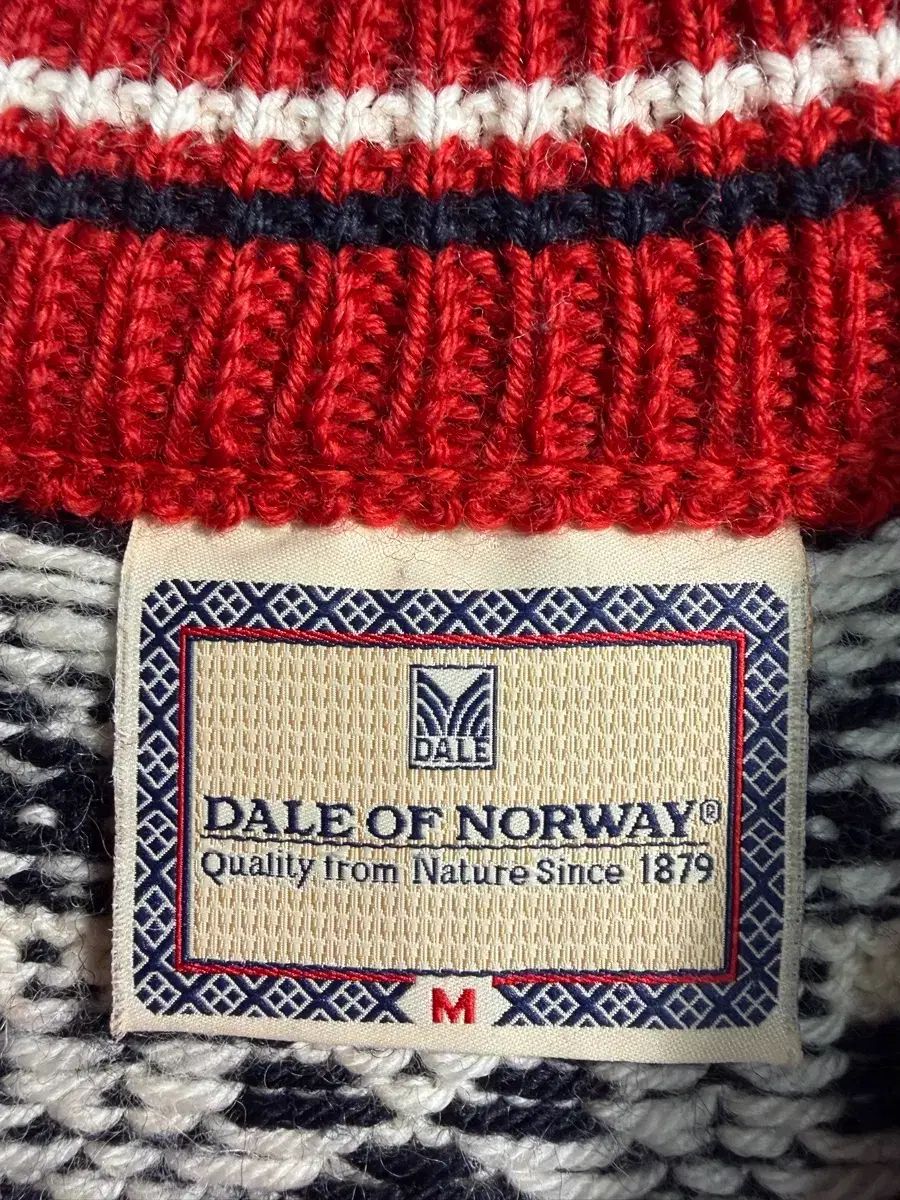 DALE
DALE OF NORWAY®
Quality from Nature Since 1879
M